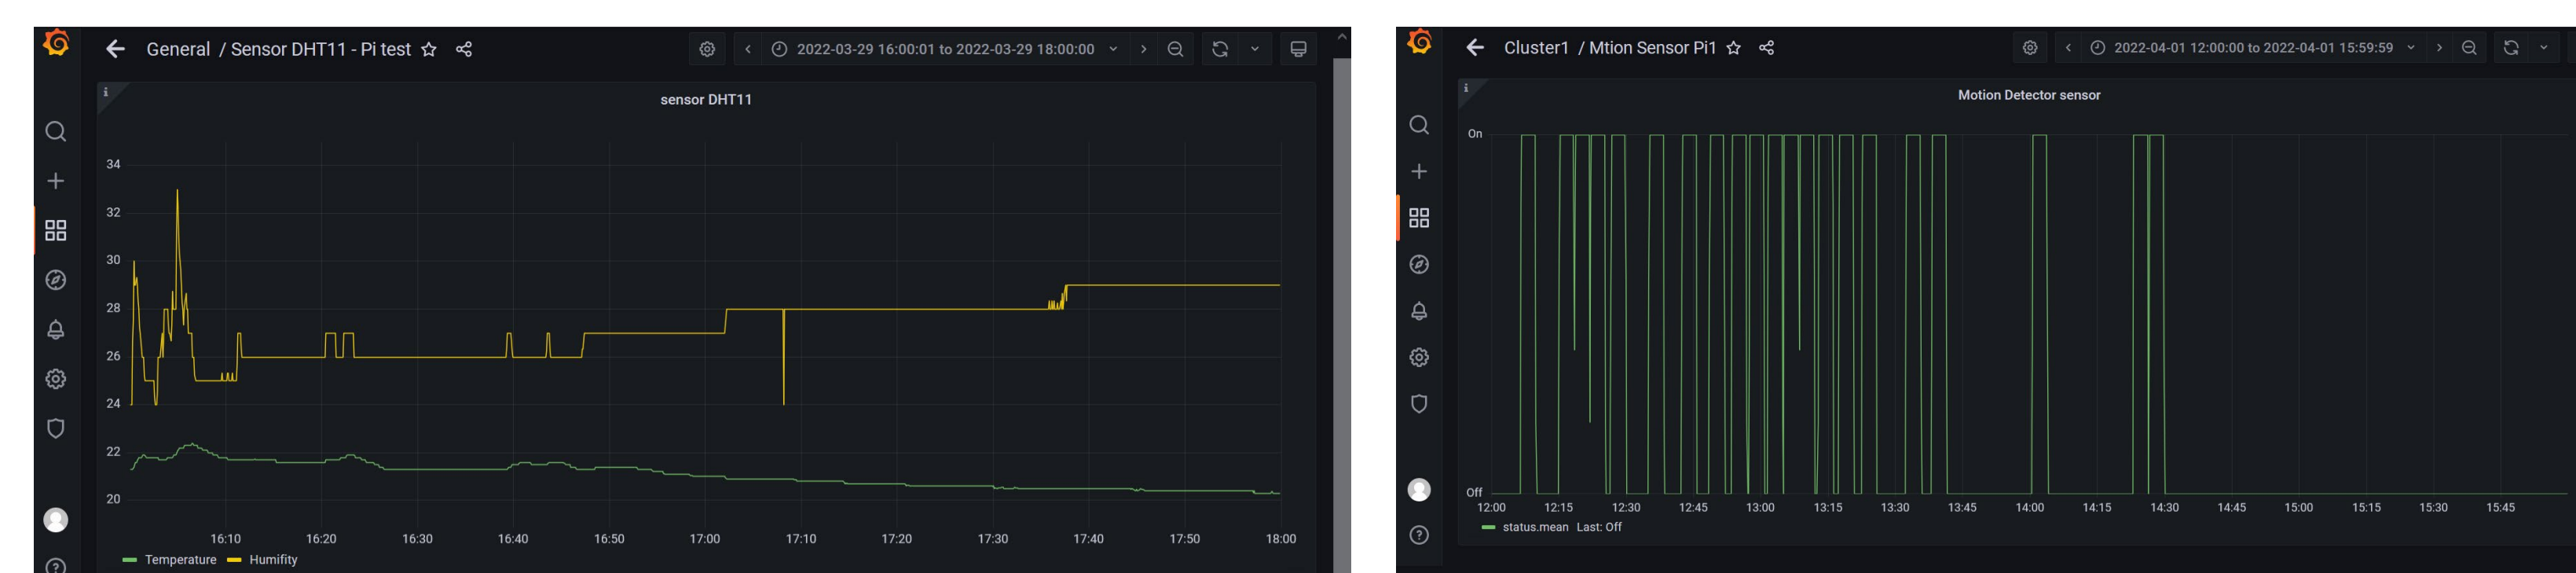 General / Sensor DHT11 - Pi test
2022-03-29 16:00:01 to 2022-03-29 18:00:00
i
sensor DHT11
34
32
30
28
26
24
22
20
16:10 16:20 16:30 16:40 16:50 17:00 17:10 17:20 17:30 17:40 17:50 18:00
Temperature Humifity
Cluster1 / Mtion Sensor Pi1
2022-04-01 12:00:00 to 2022-04-01 15:59:59
i
Motion Detector sensor
On
Off
12:00 12:15 12:30 12:45 13:00 13:15 13:30 13:45 14:00 14:15 14:30 14:45 15:00 15:15 15:30 15:45
status.mean Last: Off